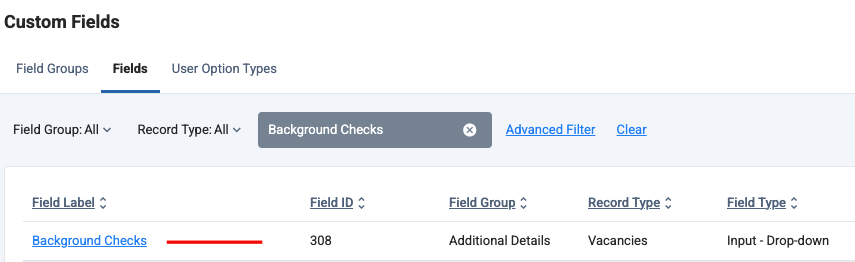 Custom Fields
Field Groups Fields User Option Types
Field Group: All Record Type: All Background Checks Advanced Filter Clear
Field Label Field ID Field Group Record Type Field Type
Background Checks 308 Additional Details Vacancies Input - Drop-down